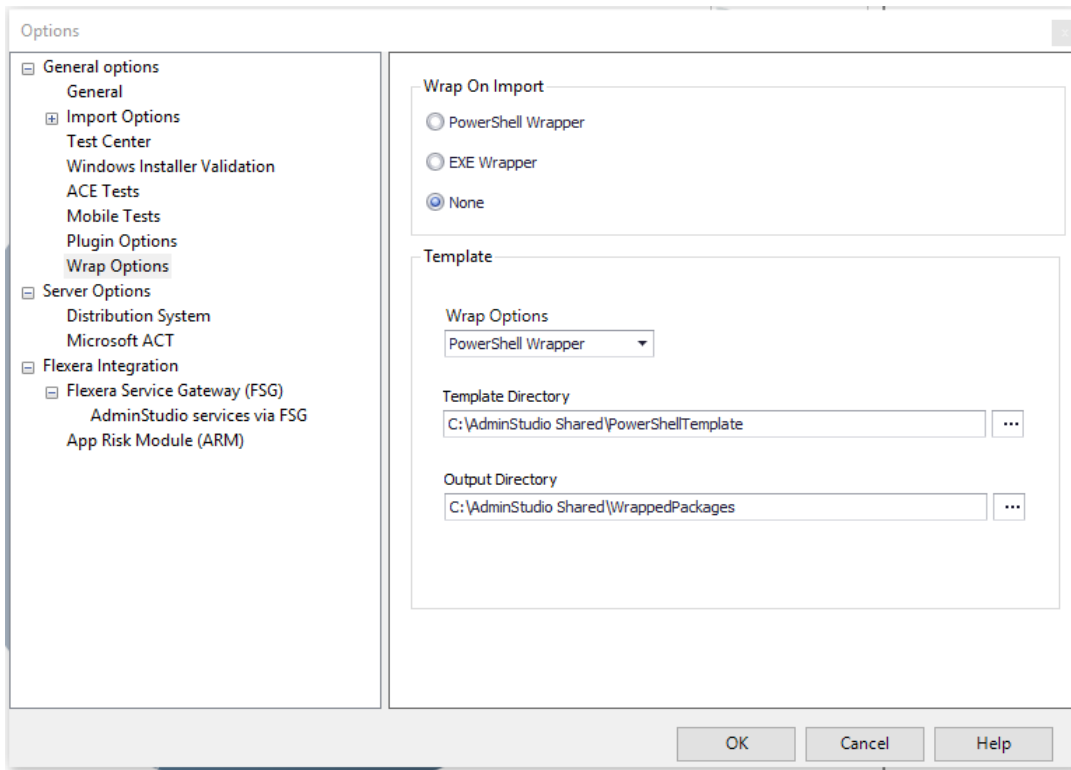 Options
General options
General
Import Options
Test Center
Windows Installer Validation
ACE Tests
Mobile Tests
Plugin Options
Wrap Options
Server Options
Distribution System
Microsoft ACT
Flexera Integration
Flexera Service Gateway (FSG)
AdminStudio services via FSG
App Risk Module (ARM)
Wrap On Import
PowerShell Wrapper
EXE Wrapper
None
Template
Wrap Options
PowerShell Wrapper
Template Directory
C:\AdminStudio Shared\PowerShellTemplate
...
Output Directory
C:\AdminStudio Shared\WrappedPackages
...
OK
Cancel
Help